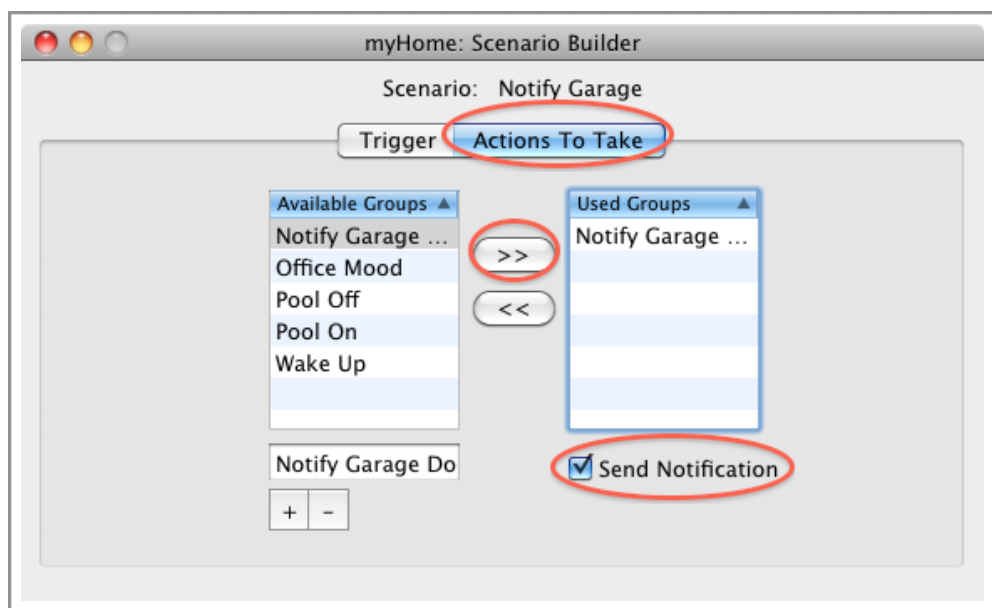 myHome: Scenario Builder
Scenario: Notify Garage
Trigger Actions To Take
Available Groups
Used Groups
Notify Garage ...
Notify Garage ...
>>
Office Mood
<<
Pool Off
Pool On
Wake Up
Notify Garage Do
Send Notification
+ -